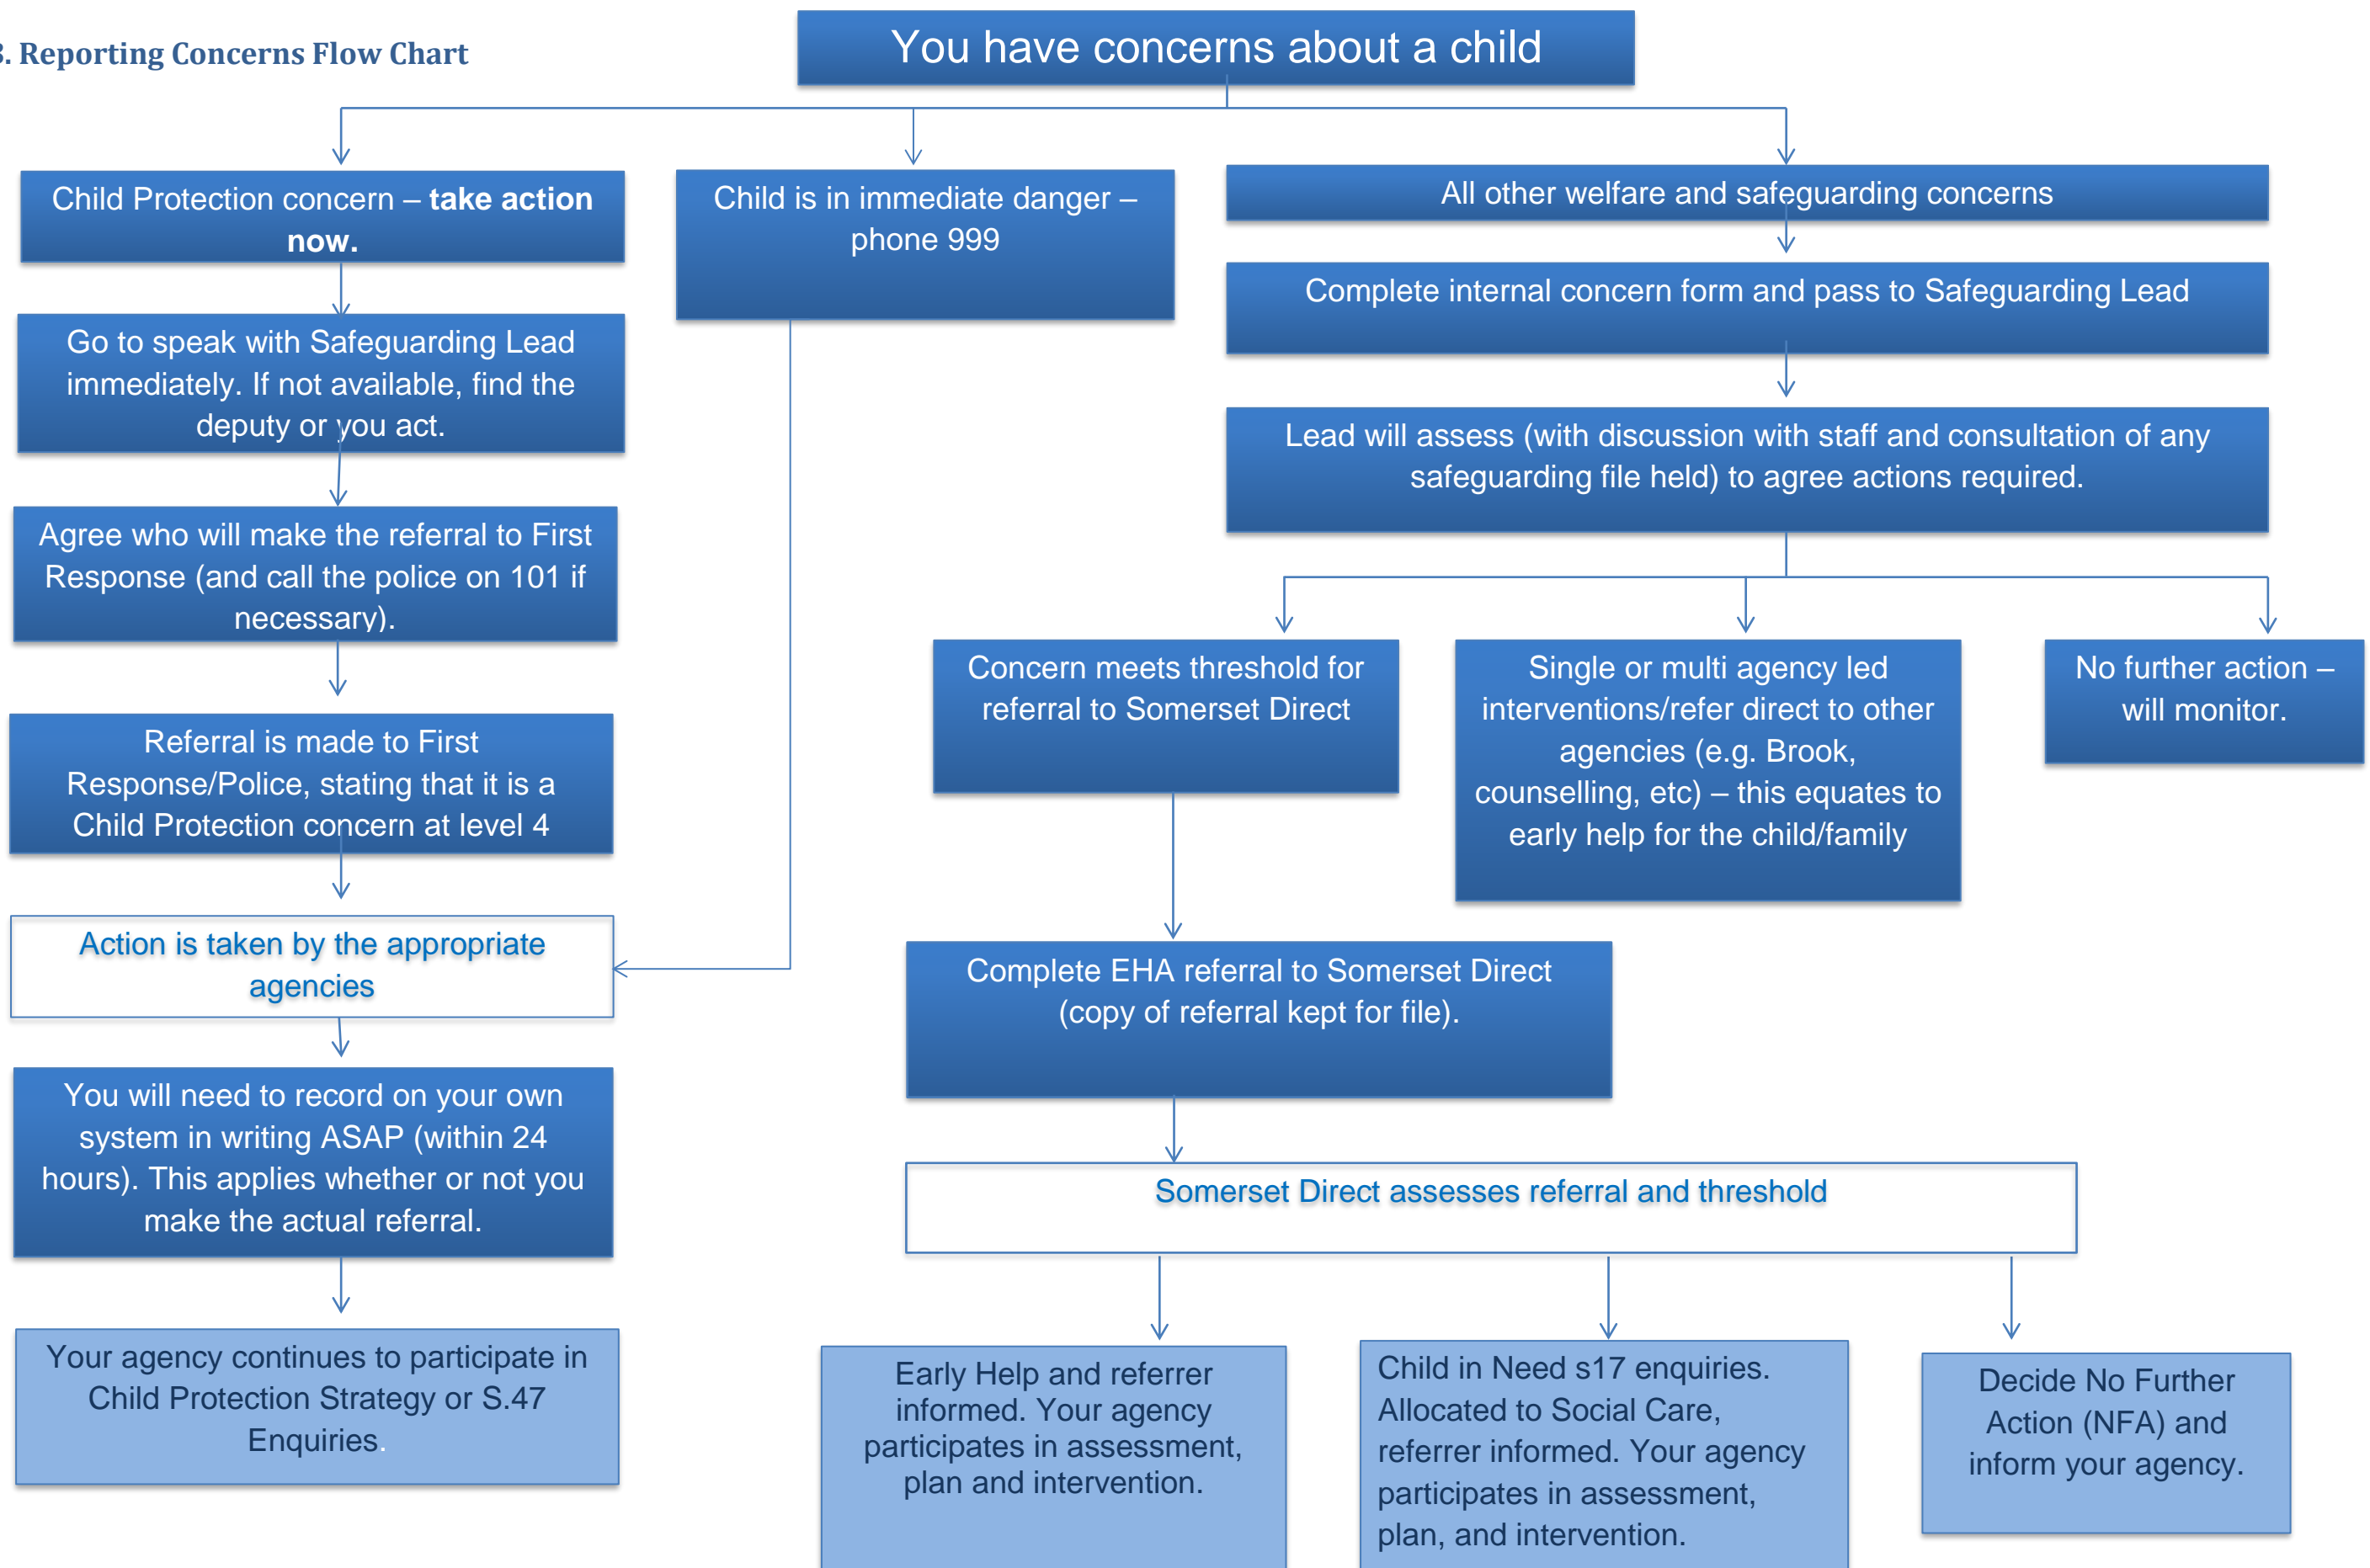 3. Reporting Concerns Flow Chart
You have concerns about a child
Child Protection concern – take action
now.
Child is in immediate danger –
phone 999
All other welfare and safeguarding concerns
Go to speak with Safeguarding Lead
immediately. If not available, find the
deputy or you act.
Complete internal concern form and pass to Safeguarding Lead
Lead will assess (with discussion with staff and consultation of any
safeguarding file held) to agree actions required.
Agree who will make the referral to First
Response (and call the police on 101 if
necessary).
Concern meets threshold for
referral to Somerset Direct
Single or multi agency led
interventions/refer direct to other
agencies (e.g. Brook,
counselling, etc) – this equates to
early help for the child/family
No further action –
will monitor.
Referral is made to First
Response/Police, stating that it is a
Child Protection concern at level 4
Action is taken by the appropriate
agencies
Complete EHA referral to Somerset Direct
(copy of referral kept for file).
You will need to record on your own
system in writing ASAP (within 24
hours). This applies whether or not you
make the actual referral.
Somerset Direct assesses referral and threshold
Your agency continues to participate in
Child Protection Strategy or S.47
Enquiries.
Early Help and referrer
informed. Your agency
participates in assessment,
plan and intervention.
Child in Need s17 enquiries.
Allocated to Social Care,
referrer informed. Your agency
participates in assessment,
plan, and intervention.
Decide No Further
Action (NFA) and
inform your agency.